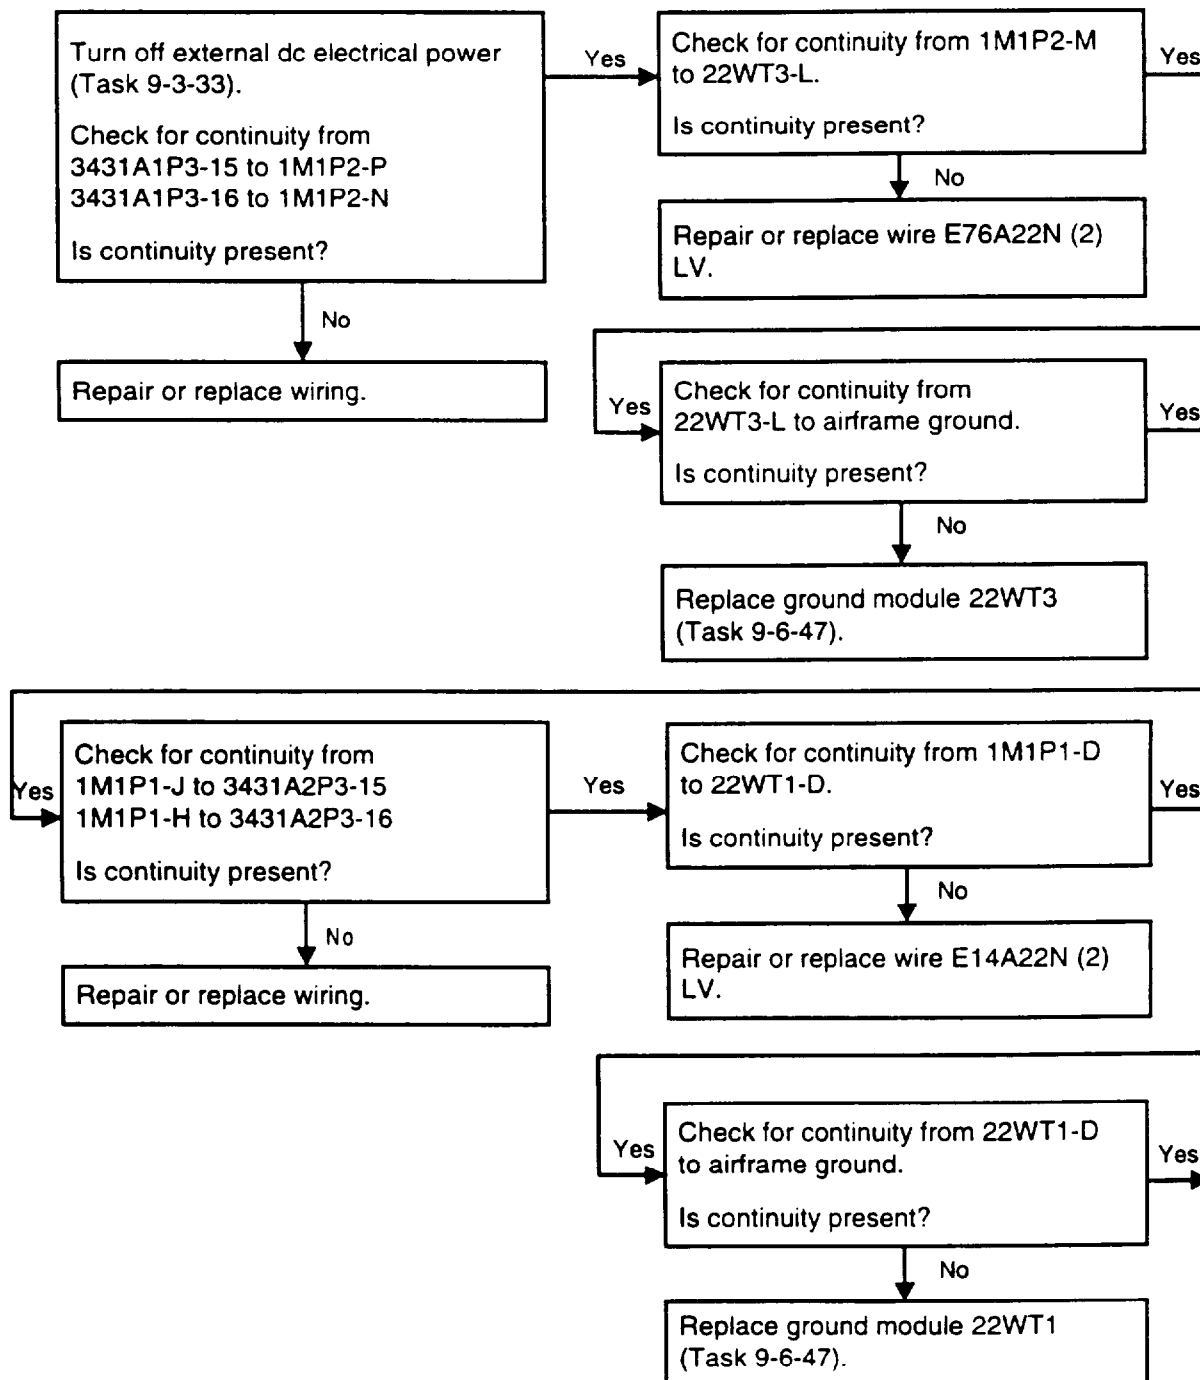 Turn off external dc electrical power
(Task 9-3-33).
Check for continuity from
3431A1P3-15 to 1M1P2-P
3431A1P3-16 to 1M1P2-N
Is continuity present?
Yes
Check for continuity from 1M1P2-M
to 22WT3-L.
Is continuity present?
Yes
No
Repair or replace wire E76A22N (2)
LV.
No
Repair or replace wiring.
Yes
Check for continuity from
22WT3-L to airframe ground.
Is continuity present?
Yes
No
Replace ground module 22WT3
(Task 9-6-47).
Yes
Check for continuity from
1M1P1-J to 3431A2P3-15
1M1P1-H to 3431A2P3-16
Is continuity present?
Yes
Check for continuity from 1M1P1-D
to 22WT1-D.
Is continuity present?
Yes
No
Repair or replace wiring.
No
Repair or replace wire E14A22N (2)
LV.
Yes
Check for continuity from 22WT1-D
to airframe ground.
Is continuity present?
Yes
No
Replace ground module 22WT1
(Task 9-6-47).